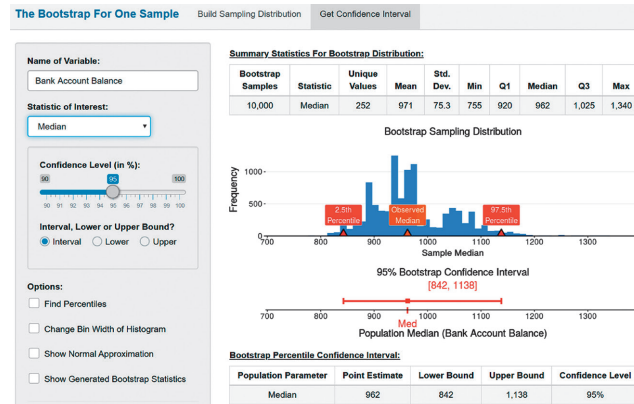 The Bootstrap For One Sample Build Sampling Distribution Get Confidence Interval
Name of Variable:
Bank Account Balance
Statistic of Interest:
Median
Confidence Level (in %):
90 95 100
90 91 92 93 94 95 96 97 98 99 100
Interval, Lower or Upper Bound?
Interval Lower Upper
Options:
Find Percentiles
Change Bin Width of Histogram
Show Normal Approximation
Show Generated Bootstrap Statistics
Summary Statistics For Bootstrap Distribution:
Bootstrap Samples Statistic Unique Values Mean Std. Dev. Min Q1 Median Q3 Max
10,000 Median 252 971 75.3 755 920 962 1,025 1,340
Bootstrap Sampling Distribution
Frequency
1000
500
0
2.5th Percentile
Observed Median
97.5th Percentile
700 800 900 1000 1100 1200 1300
Sample Median
95% Bootstrap Confidence Interval
[842, 1138]
700 800 900 1000 1100 1200 1300
Med
Population Median (Bank Account Balance)
Bootstrap Percentile Confidence Interval:
Population Parameter Point Estimate Lower Bound Upper Bound Confidence Level
Median 962 842 1,138 95%